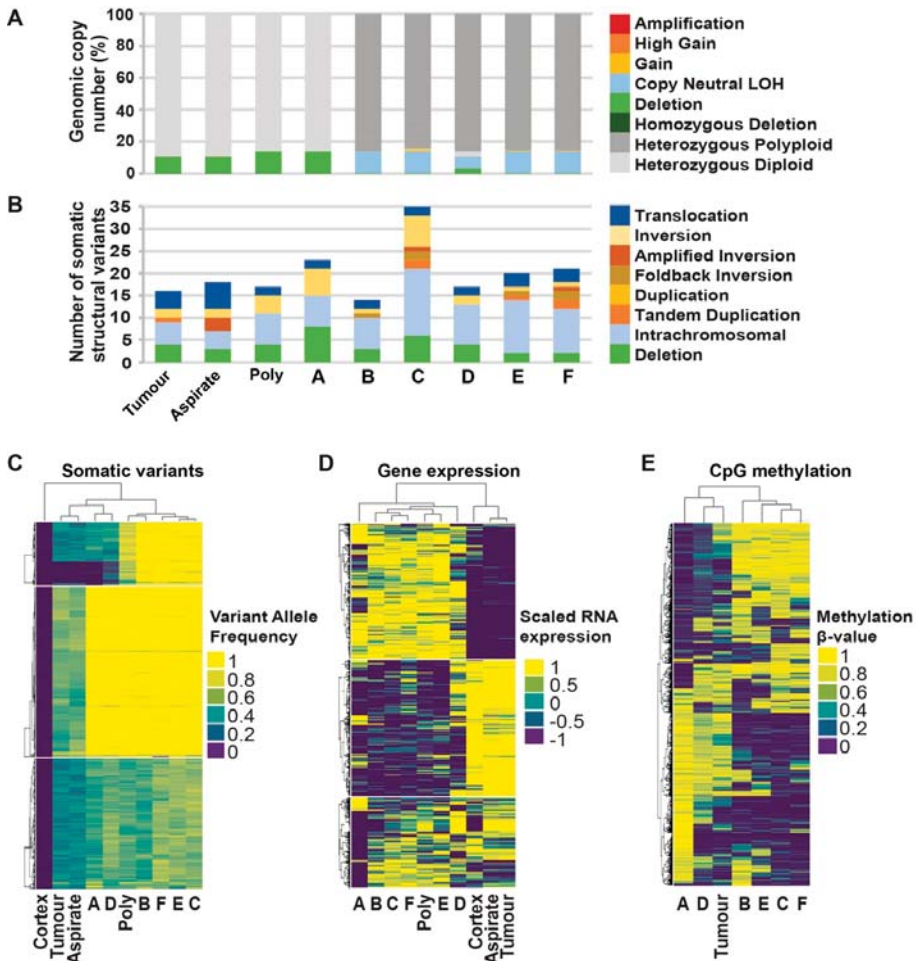 A
Genomic copy
number (%)
100
80
60
40
20
0
Amplification
High Gain
Gain
Copy Neutral LOH
Deletion
Homozygous Deletion
Heterozygous Polyploid
Heterozygous Diploid
B
Number of somatic
structural variants
35
30
25
20
15
10
5
0
Translocation
Inversion
Amplified Inversion
Foldback Inversion
Duplication
Tandem Duplication
Intrachromosomal
Deletion
Tumour
Aspirate
Poly
A
B
C
D
E
F
C
Somatic variants
Variant Allele
Frequency
1
0.8
0.6
0.4
0.2
0
Cortex
Tumour
Aspirate
A
D
Poly
B
F
E
C
D
Gene expression
Scaled RNA
expression
1
0.5
0
-0.5
-1
A
B
C
F
Poly
E
D
Cortex
Aspirate
Tumour
E
CpG methylation
Methylation
β-value
1
0.8
0.6
0.4
0.2
0
A
D
Tumour
B
E
C
F